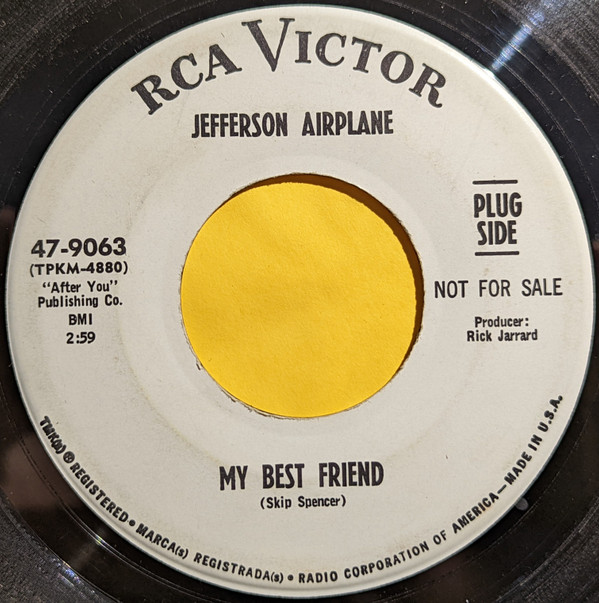 RCA VICTOR
JEFFERSON AIRPLANE
PLUG
SIDE
47-9063
(TPKM-4880)
"After You"
Publishing Co.
BMI
2:59
NOT FOR SALE
Producer:
Rick Jarrard
MY BEST FRIEND
(Skip Spencer)
TMK(s) ® REGISTERED • MARCA(s) REGISTRADA(s) • RADIO CORPORATION OF AMERICA—MADE IN U.S.A.